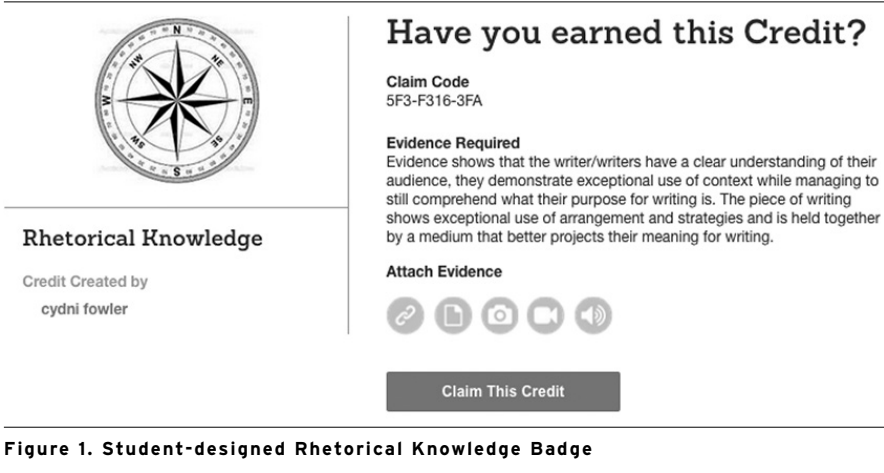 N
NE
E
SE
S
SW
W
NW
Rhetorical Knowledge
Credit Created by
cydni fowler
Have you earned this Credit?
Claim Code
5F3-F316-3FA
Evidence Required
Evidence shows that the writer/writers have a clear understanding of their
audience, they demonstrate exceptional use of context while managing to
still comprehend what their purpose for writing is. The piece of writing
shows exceptional use of arrangement and strategies and is held together
by a medium that better projects their meaning for writing.
Attach Evidence
Claim This Credit
Figure 1. Student-designed Rhetorical Knowledge Badge